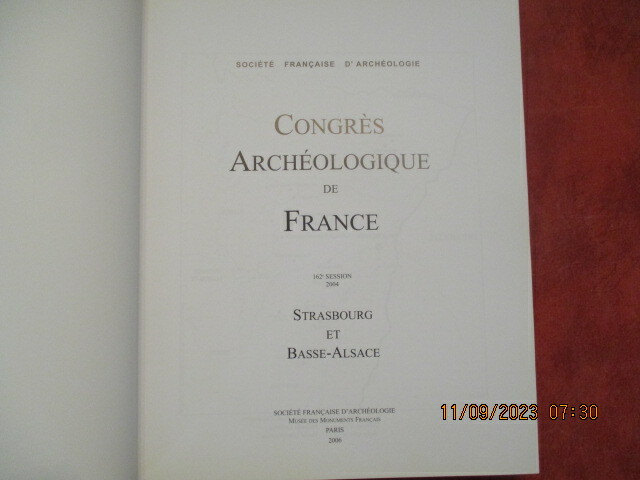 SOCIÉTÉ FRANÇAISE D'ARCHÉOLOGIE
CONGRÈS
ARCHÉOLOGIQUE
DE
FRANCE
162e SESSION
2004
STRASBOURG
ET
BASSE-ALSACE
SOCIÉTÉ FRANÇAISE D'ARCHÉOLOGIE
MUSÉE DES MONUMENTS FRANÇAIS
PARIS
2006
11/09/2023 07:30